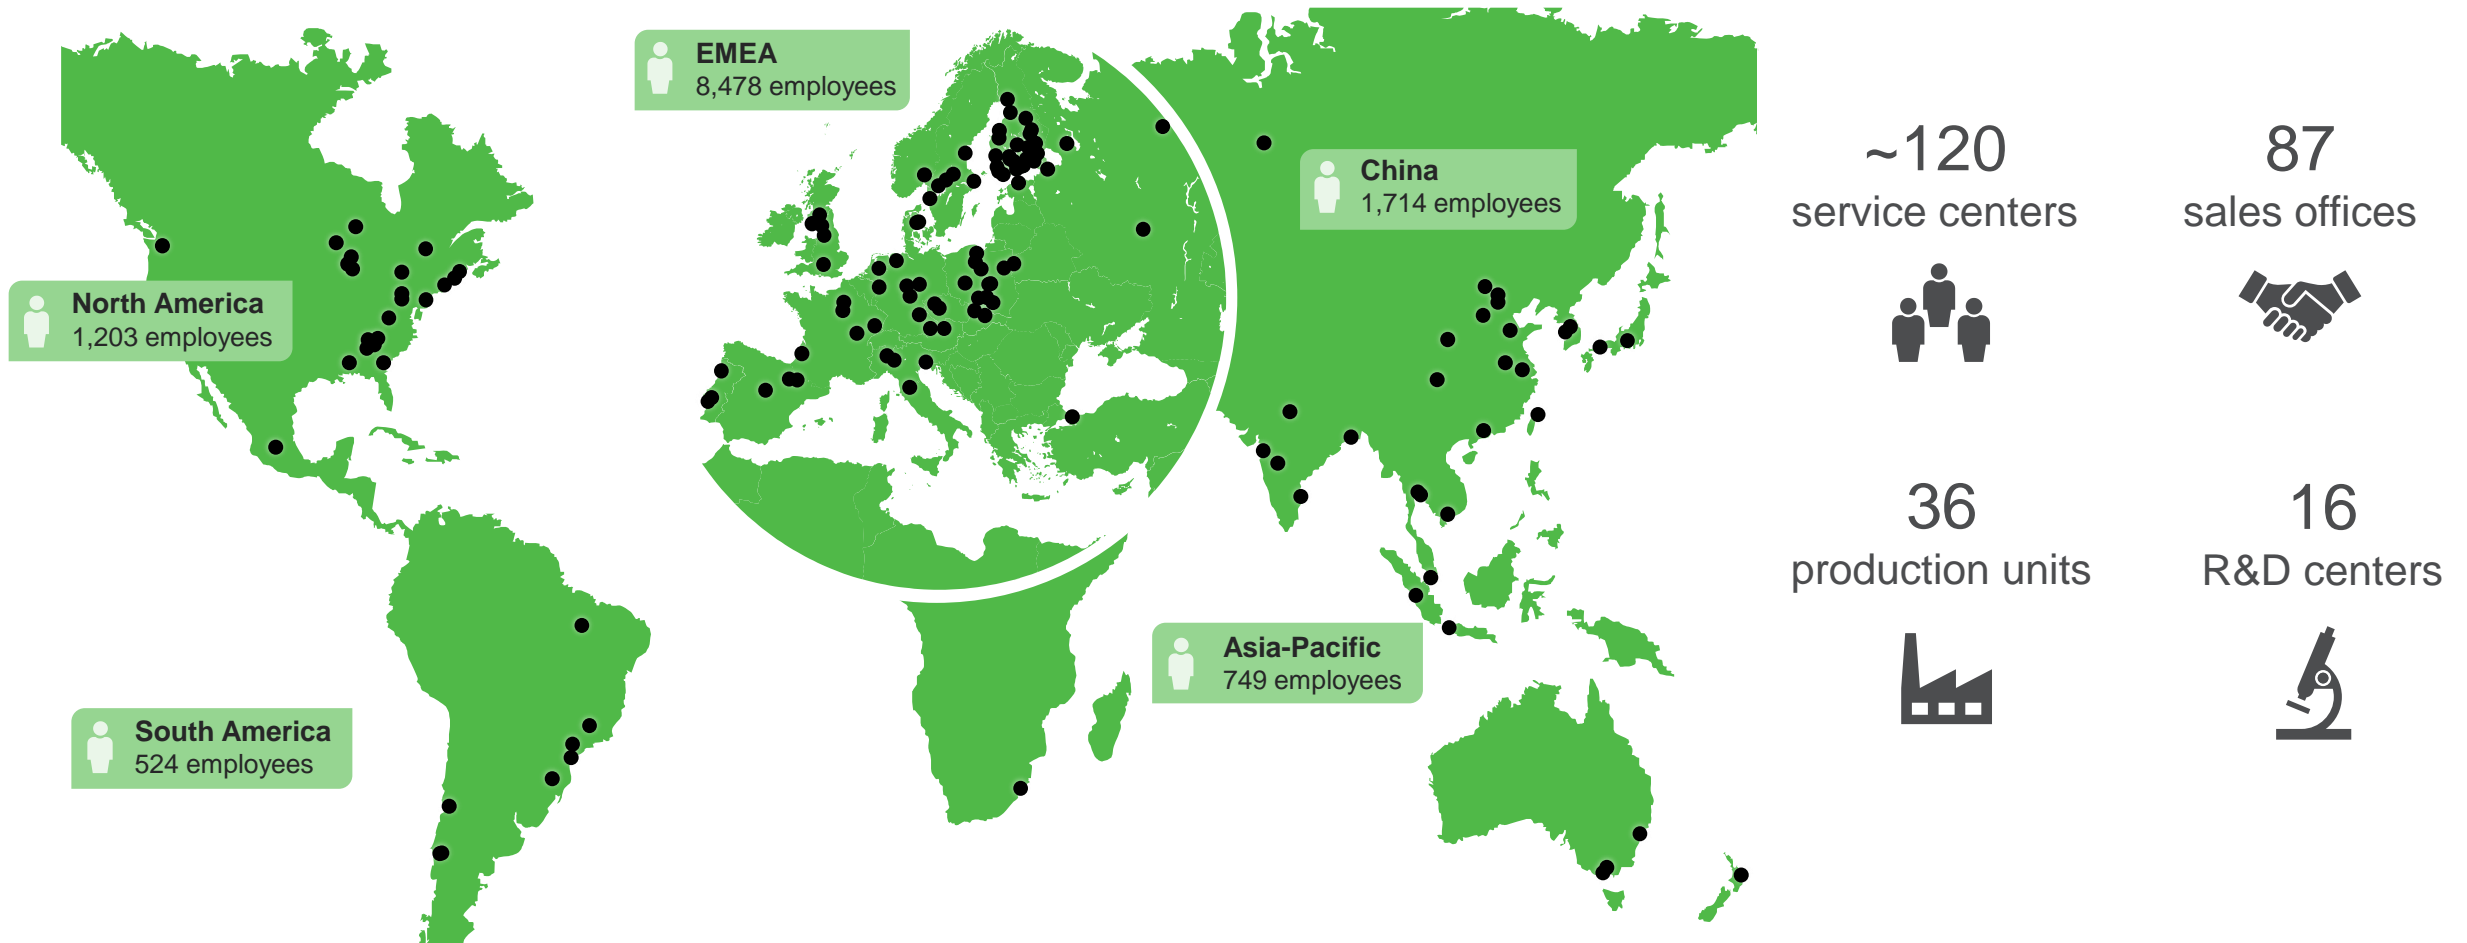 EMEA
8,478 employees
China
1,714 employees
North America
1,203 employees
Asia-Pacific
749 employees
South America
524 employees
~120
service centers
87
sales offices
36
production units
16
R&D centers